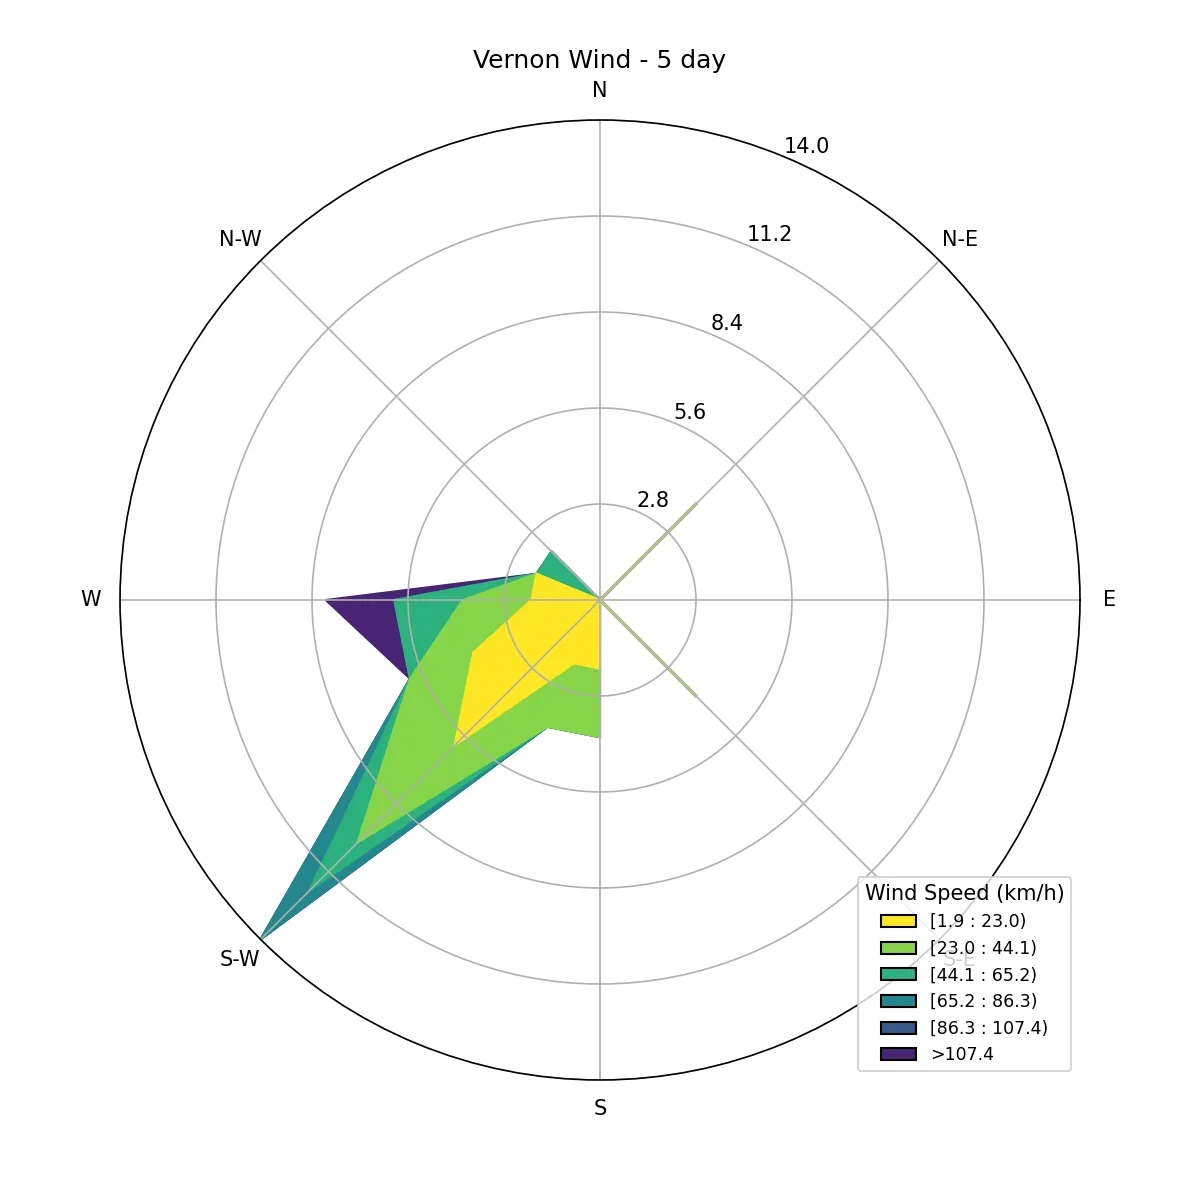 Vernon Wind - 5 day
N
14.0
N-W
11.2
N-E
8.4
5.6
2.8
W
E
S-W
S-E
S
Wind Speed (km/h)
[1.9 : 23.0)
[23.0 : 44.1)
[44.1 : 65.2)
[65.2 : 86.3)
[86.3 : 107.4)
>107.4